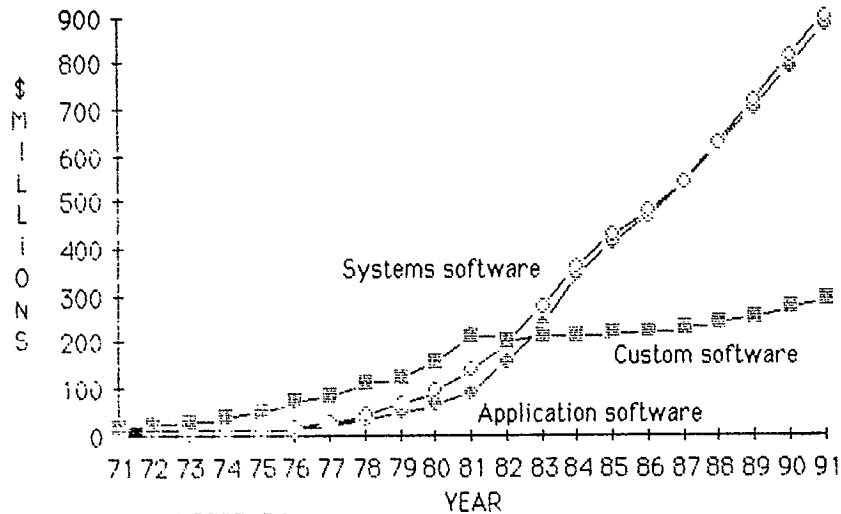 $ MILLIONS
900
800
700
600
500
400
300
200
100
0
Systems software
Custom software
Application software
71 72 73 74 75 76 77 78 79 80 81 82 83 84 85 86 87 88 89 90 91
YEAR